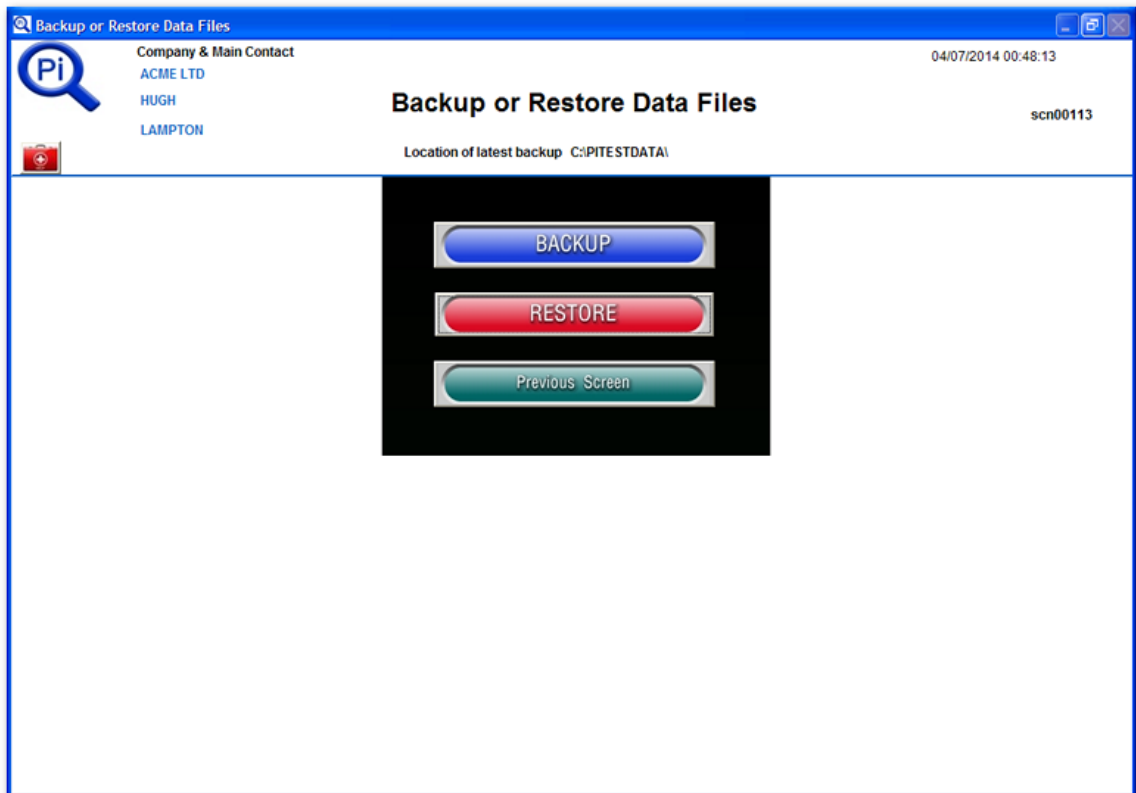 Backup or Restore Data Files
Pi
Company & Main Contact
ACME LTD
HUGH
LAMPTON
04/07/2014 00:48:13
Backup or Restore Data Files
scn00113
Location of latest backup C:\PITESTDATA\
BACKUP
RESTORE
Previous Screen